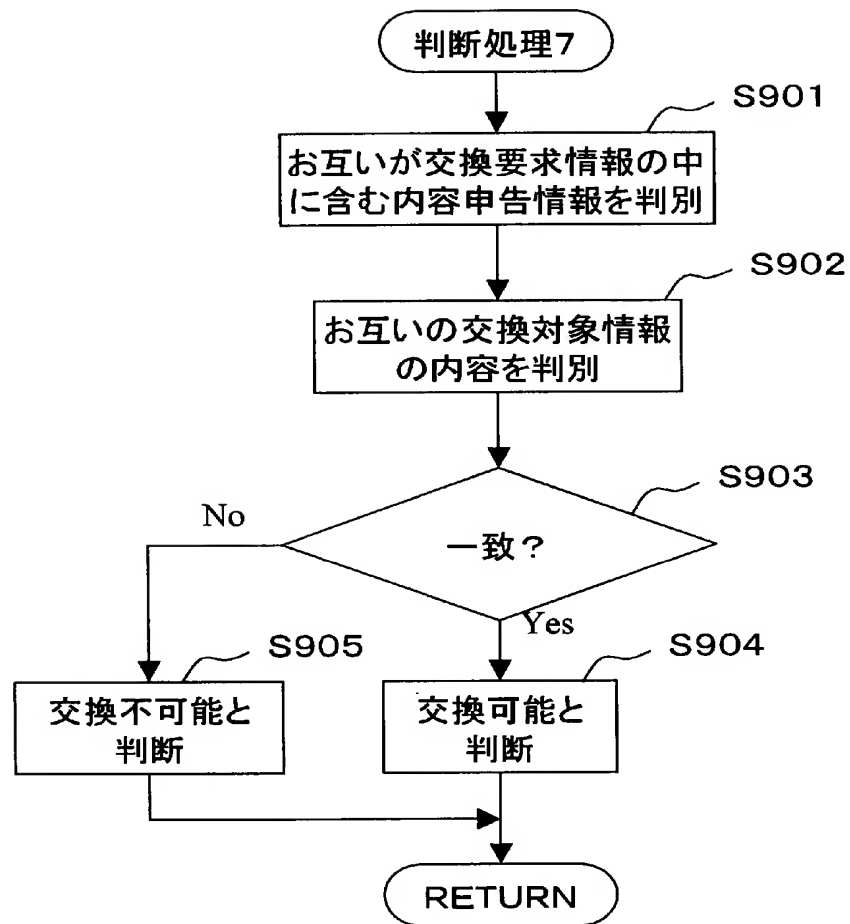 判断処理7
S901
お互いが交換要求情報の中
に含む内容申告情報を判別
S902
お互いの交換対象情報
の内容を判別
S903
一致?
No
Yes
S905
交換不可能と
判断
S904
交換可能と
判断
RETURN